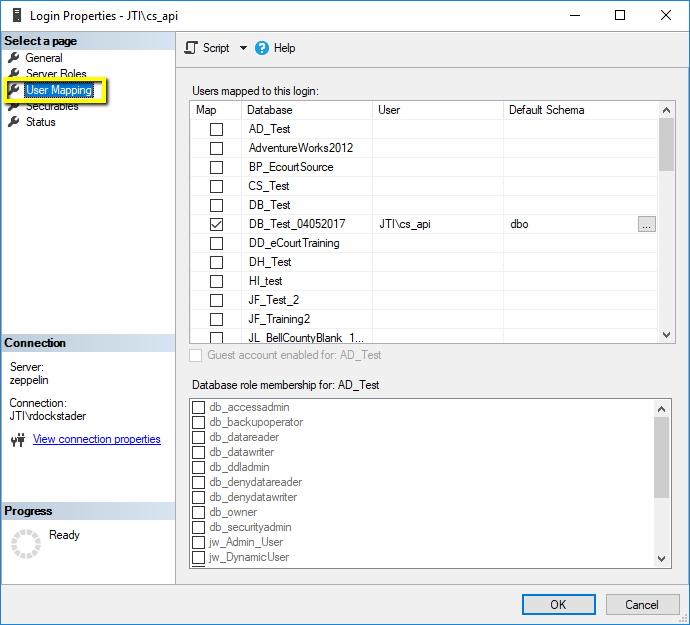 Login Properties - JTI\cs_api
Select a page
General
Server Roles
User Mapping
Securables
Status
Script
Help
Users mapped to this login:
Map Database User Default Schema
AD_Test
AdventureWorks2012
BP_EcourtSource
CS_Test
DB_Test
DB_Test_04052017 JTI\cs_api dbo ...
DD_eCourtTraining
DH_Test
HI_test
JF_Test_2
JF_Training2
JL_BellCountyBlank_1...
Guest account enabled for: AD_Test
Database role membership for: AD_Test
db_accessadmin
db_backupoperator
db_datareader
db_datawriter
db_ddladmin
db_denydatareader
db_denydatawriter
db_owner
db_securityadmin
jw_Admin_User
jw_DynamicUser
Connection
Server:
zeppelin
Connection:
JTI\rdockstader
View connection properties
Progress
Ready
OK
Cancel